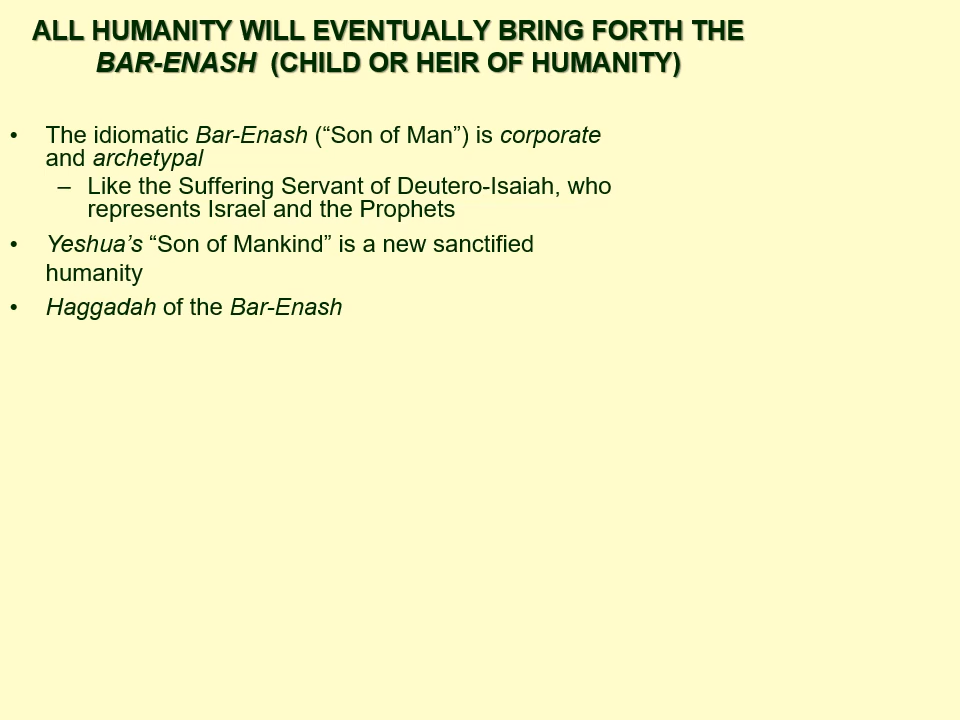 ALL HUMANITY WILL EVENTUALLY BRING FORTH THE
BAR-ENASH (CHILD OR HEIR OF HUMANITY)
• The idiomatic Bar-Enash (“Son of Man”) is corporate
and archetypal
– Like the Suffering Servant of Deutero-Isaiah, who
represents Israel and the Prophets
• Yeshua’s “Son of Mankind” is a new sanctified
humanity
• Haggadah of the Bar-Enash